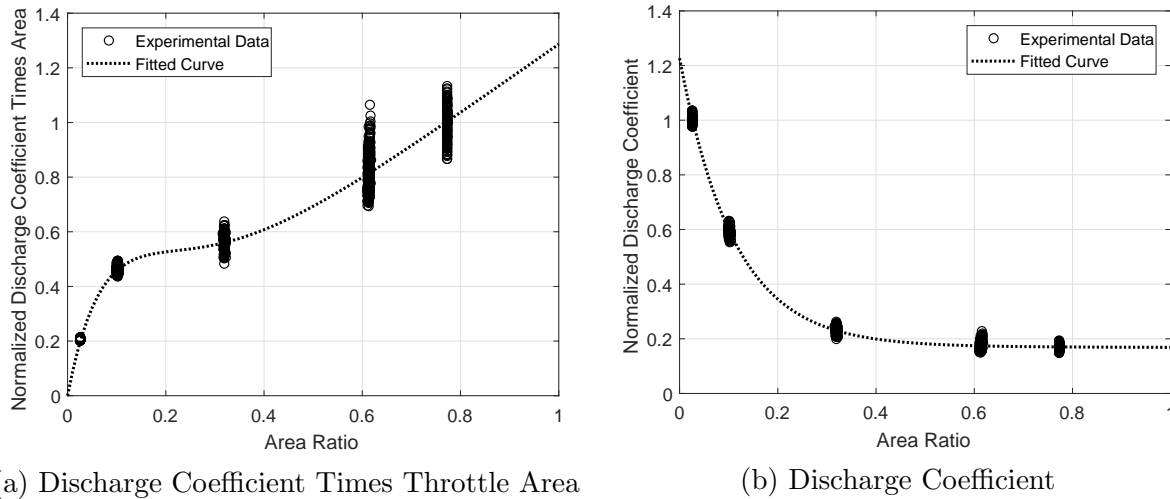 1.4
1.2
1
0.8
0.6
0.4
0.2
0
Normalized Discharge Coefficient Times Area
Experimental Data
Fitted Curve
0 0.2 0.4 0.6 0.8 1
Area Ratio
a) Discharge Coefficient Times Throttle Area
1.4
1.2
1
0.8
0.6
0.4
0.2
0
Normalized Discharge Coefficient
Experimental Data
Fitted Curve
0 0.2 0.4 0.6 0.8 1
Area Ratio
(b) Discharge Coefficient